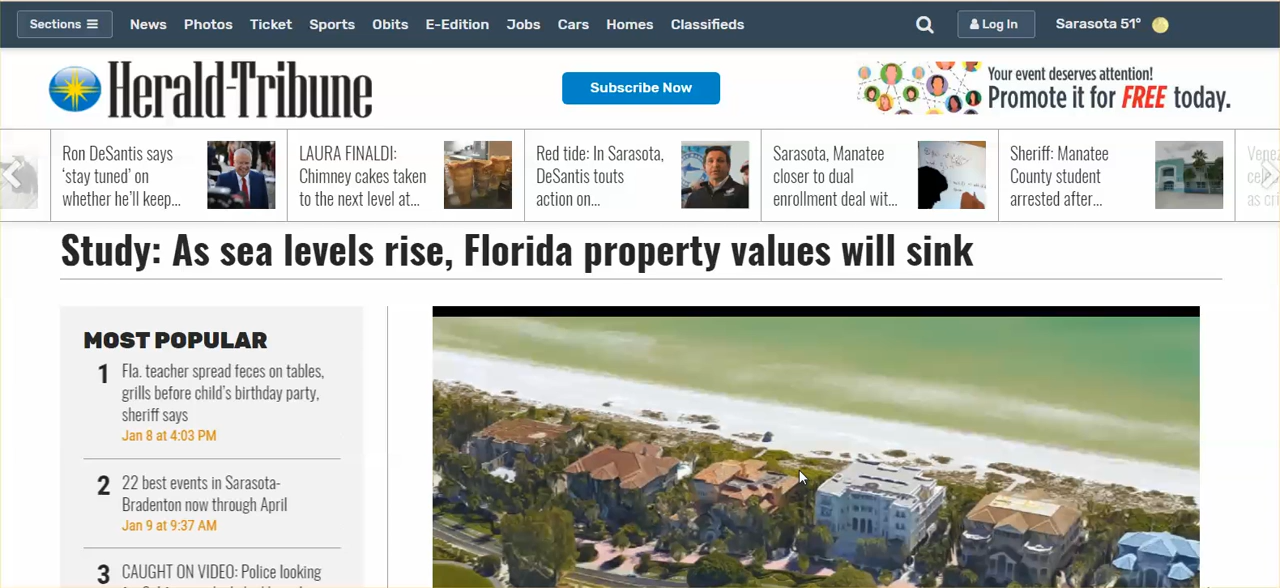 Sections
News
Photos
Ticket
Sports
Obits
E-Edition
Jobs
Cars
Homes
Classifieds
Log In
Sarasota 51°
Herald-Tribune
Subscribe Now
Your event deserves attention!
Promote it for FREE today.
Ron DeSantis says
‘stay tuned’ on
whether he’ll keep...
LAURA FINALDI:
Chimney cakes taken
to the next level at...
Red tide: In Sarasota,
DeSantis touts
action on...
Sarasota, Manatee
closer to dual
enrollment deal wit...
Sheriff: Manatee
County student
arrested after...
Study: As sea levels rise, Florida property values will sink
MOST POPULAR
1
Fla. teacher spread feces on tables,
grills before child’s birthday party,
sheriff says
Jan 8 at 4:03 PM
2
22 best events in Sarasota-
Bradenton now through April
Jan 9 at 9:37 AM
3
CAUGHT ON VIDEO: Police looking